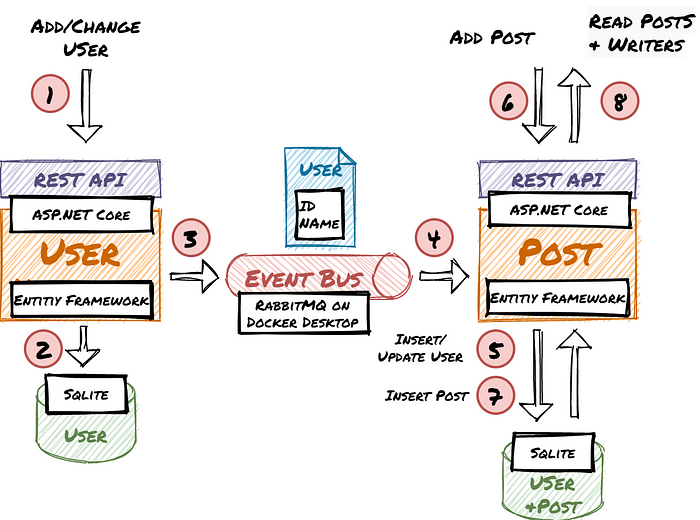 Add/Change
User
1
REST API
ASP.NET Core
User
Entitiy Framework
2
Sqlite
User
3
User
ID
Name
Event Bus
RabbitMQ on
Docker Desktop
4
Add Post
6
Read Posts
+ Writers
8
REST API
ASP.NET Core
Post
Entitiy Framework
Insert/
Update User
5
Insert Post
7
Sqlite
User
+Post